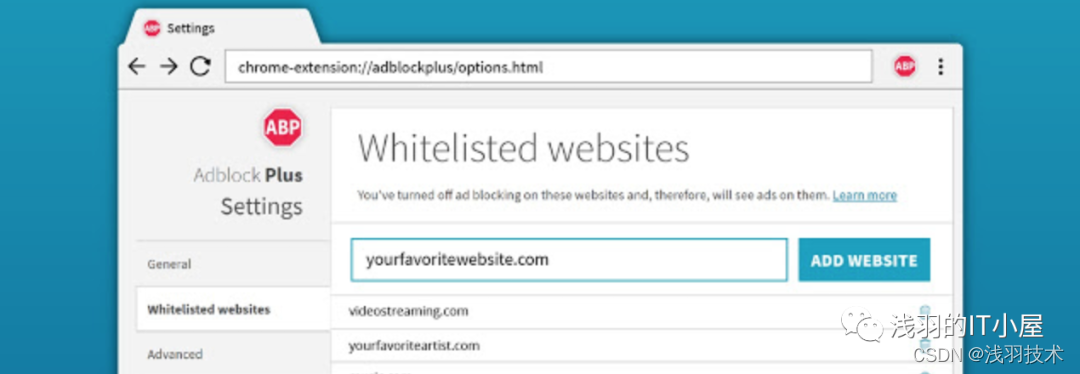 ABP Settings
chrome-extension://adblockplus/options.html
ABP
ABP
Adblock Plus
Settings
General
Whitelisted websites
Advanced
Whitelisted websites
You've turned off ad blocking on these websites and, therefore, will see ads on them. Learn more
yourfavoritewebsite.com
ADD WEBSITE
videostreaming.com
yourfavoriteartist.com
浅羽的IT小屋
CSDN @浅羽技术